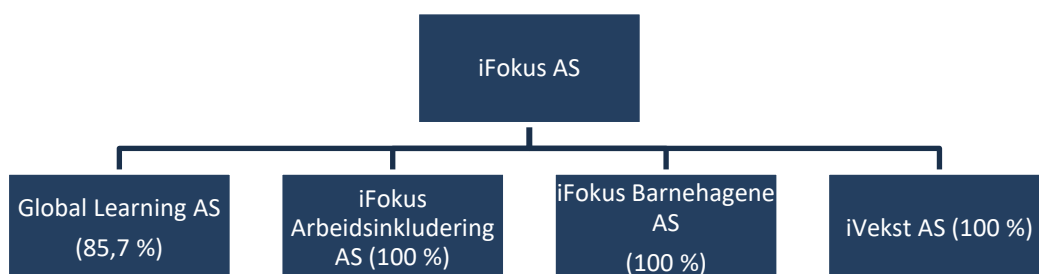 iFokus AS
Global Learning AS
(85,7 %)
iFokus
Arbeidsinkludering
AS (100 %)
iFokus Barnehagene
AS
(100 %)
iVekst AS (100 %)